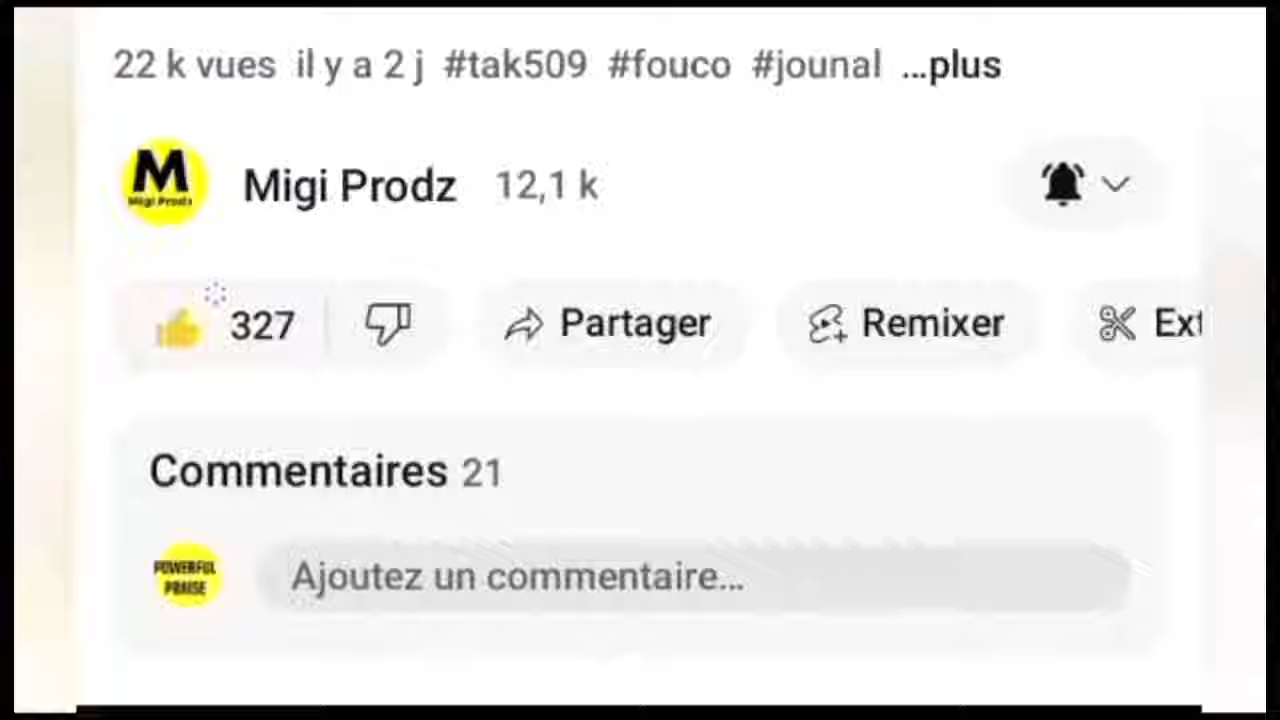 22 k vues il y a 2 j #tak509 #fouco #jounal ...plus
M
Migi Prodz
Migi Prodz 12,1 k
327 Partager Remixer Ext
Commentaires 21
POWERFUL
PRAISE
Ajoutez un commentaire...